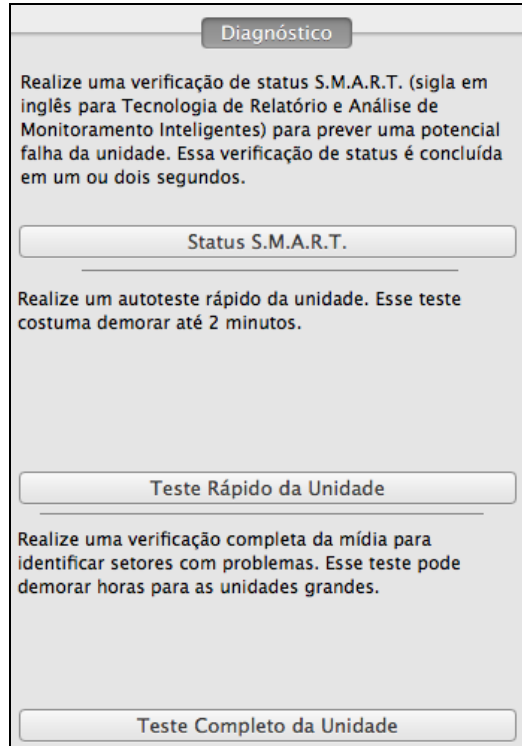 Diagnóstico
Realize uma verificação de status S.M.A.R.T. (sigla em
inglês para Tecnologia de Relatório e Análise de
Monitoramento Inteligentes) para prever uma potencial
falha da unidade. Essa verificação de status é concluída
em um ou dois segundos.
Status S.M.A.R.T.
Realize um autoteste rápido da unidade. Esse teste
costuma demorar até 2 minutos.
Teste Rápido da Unidade
Realize uma verificação completa da mídia para
identificar setores com problemas. Esse teste pode
demorar horas para as unidades grandes.
Teste Completo da Unidade